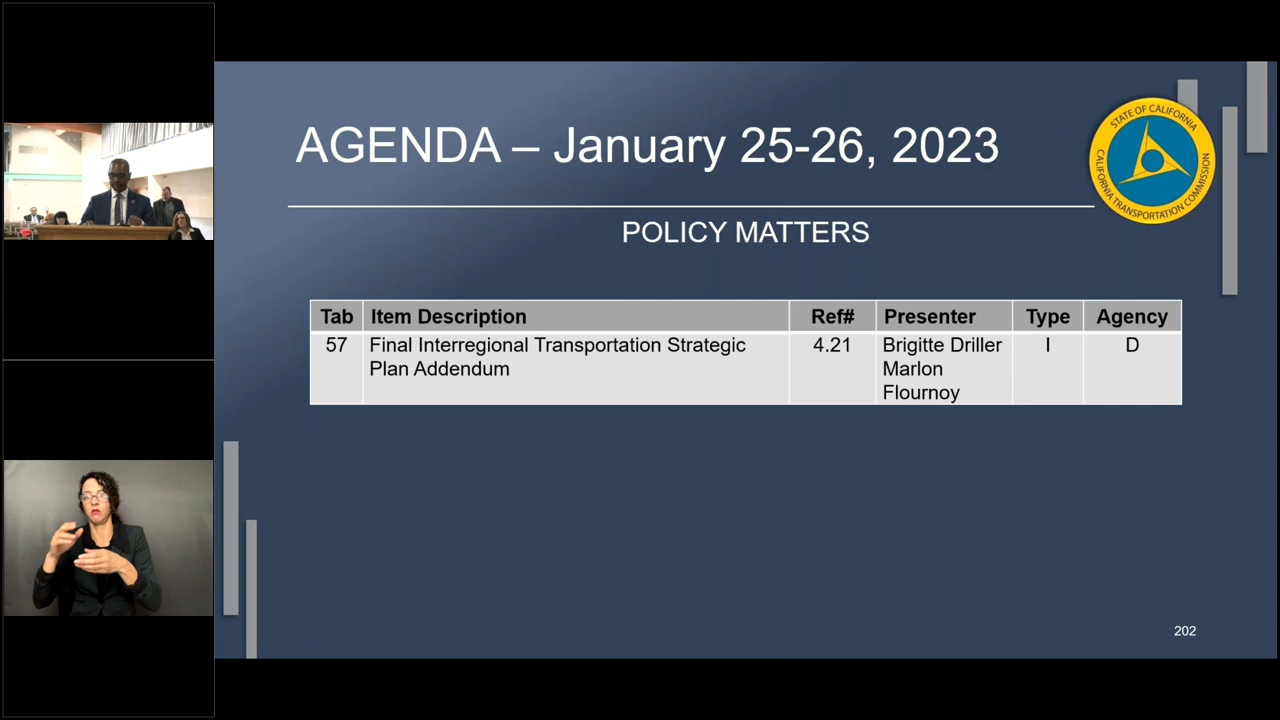 AGENDA – January 25-26, 2023
STATE OF CALIFORNIA
CALIFORNIA TRANSPORTATION COMMISSION
POLICY MATTERS
Tab Item Description Ref# Presenter Type Agency
57 Final Interregional Transportation Strategic 4.21 Brigitte Driller I D
Plan Addendum Marlon
Flournoy
202